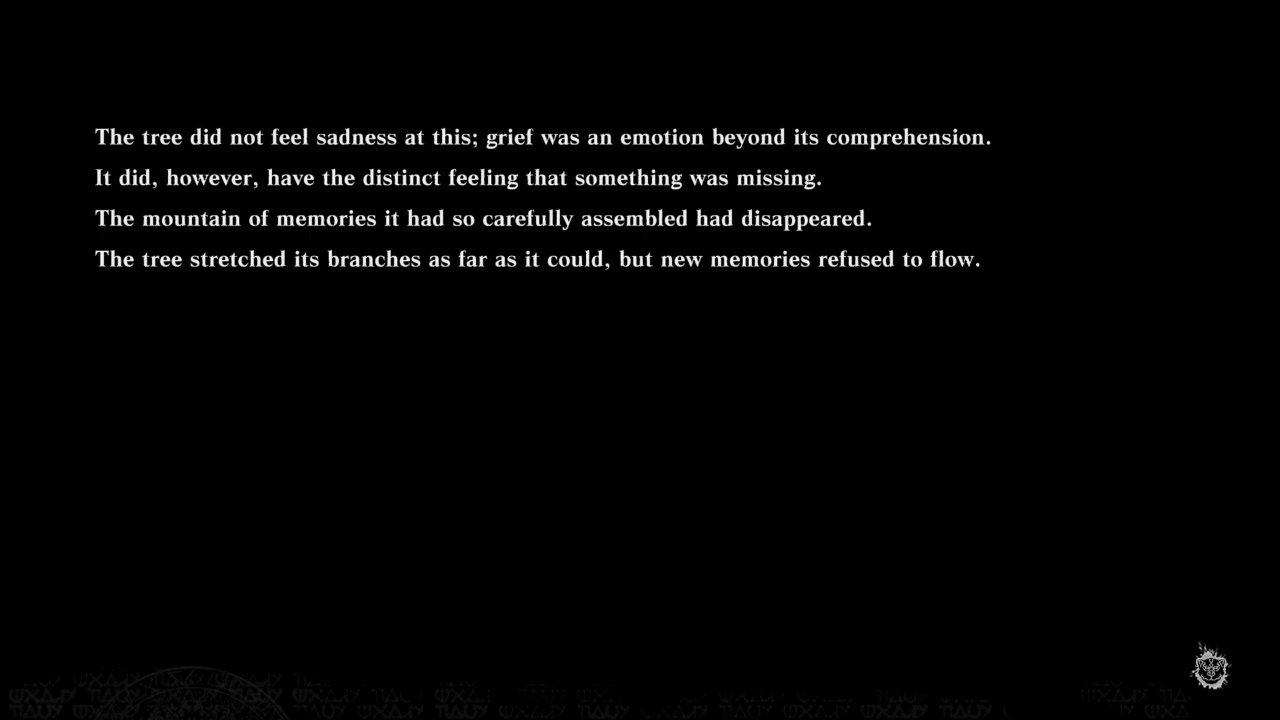 The tree did not feel sadness at this; grief was an emotion beyond its comprehension.
It did, however, have the distinct feeling that something was missing.
The mountain of memories it had so carefully assembled had disappeared.
The tree stretched its branches as far as it could, but new memories refused to flow.